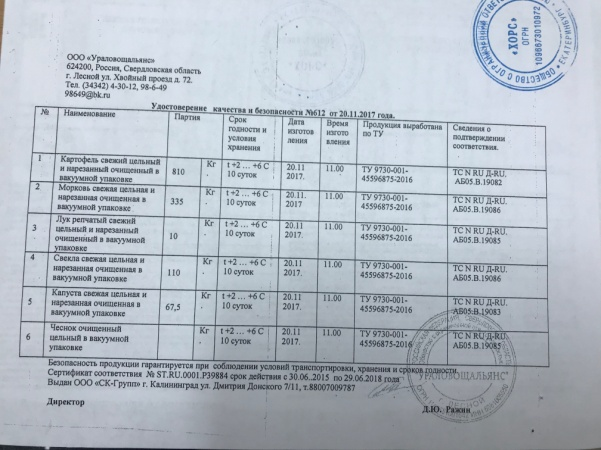 ООО «Ураловощальянс»
624200, Россия, Свердловская область
г. Лесной ул. Хвойный проезд д. 72.
Тел. (34342) 4-30-12, 98-6-49
98649@bk.ru
ОБЩЕСТВО С ОГРАНИЧЕННОЙ ОТВЕТСТВЕННОСТЬЮ
«ХОРС»
ОГРН
1096673010972
Удостоверение качества и безопасности №612 от 20.11.2017 года.
№ Наименование Партия Срок годности и условия хранения Дата изготов ления Время изгото вления Продукция выработана по ТУ Сведения о подтверждении соответствия.
1 Картофель свежий цельный и нарезанный очищенный в вакуумной упаковке 810 Кг. t +2 ... +6 С 10 суток 20.11 2017. 11.00 ТУ 9730-001-45596875-2016 ТС N RU Д-RU.АБ05.В.19082
2 Морковь свежая цельная и нарезанная очищенная в вакуумной упаковке 335 Кг. t +2 ... +6 С 10 суток 20.11. 2017. 11.00 ТУ 9730-001-45596875-2016 ТС N RU Д-RU.АБ05.В.19086
3 Лук репчатый свежий цельный и нарезанный очищенный в вакуумной упаковке 10 Кг. t +2 ... +6 С 10 суток 20.11 2017. 11.00 ТУ 9730-001-45596875-2016 ТС N RU Д-RU.АБ05.В.19085
4 Свекла свежая цельная и нарезанная очищенная в вакуумной упаковке 110 Кг. t +2 ... +6 С 10 суток 20.11 2017. 11.00 ТУ 9730-001-45596875-2016 ТС N RU Д-RU.АБ05.В.19086
5 Капуста свежая цельная и нарезанная очищенная в вакуумной упаковке 67,5 Кг. t +2 ... +6 С 10 суток 20.11 2017. 11.00 ТУ 9730-001-45596875-2016 ТС N RU Д-RU.АБ05.В.19083
6 Чеснок очищенный цельный в вакуумной упаковке Кг. t +2 ... +6 С 10 суток 20.11 2017. 11.00 ТУ 9730-001-45596875-2016 ТС N RU Д-RU.АБ05.В.19085
Безопасность продукции гарантируется при соблюдении условий транспортировки, хранения и сроков годности.
Сертификат соответствия № ST.RU.0001.P39884 срок действия с 30.06..2015 по 29.06.2018 года
Выдан ООО «СК-Групп» г. Калининград ул. Дмитрия Донского 7/11, т.88007009787
УРАЛОВОЩАЛЬЯНС"
Директор Д.Ю. Ражин